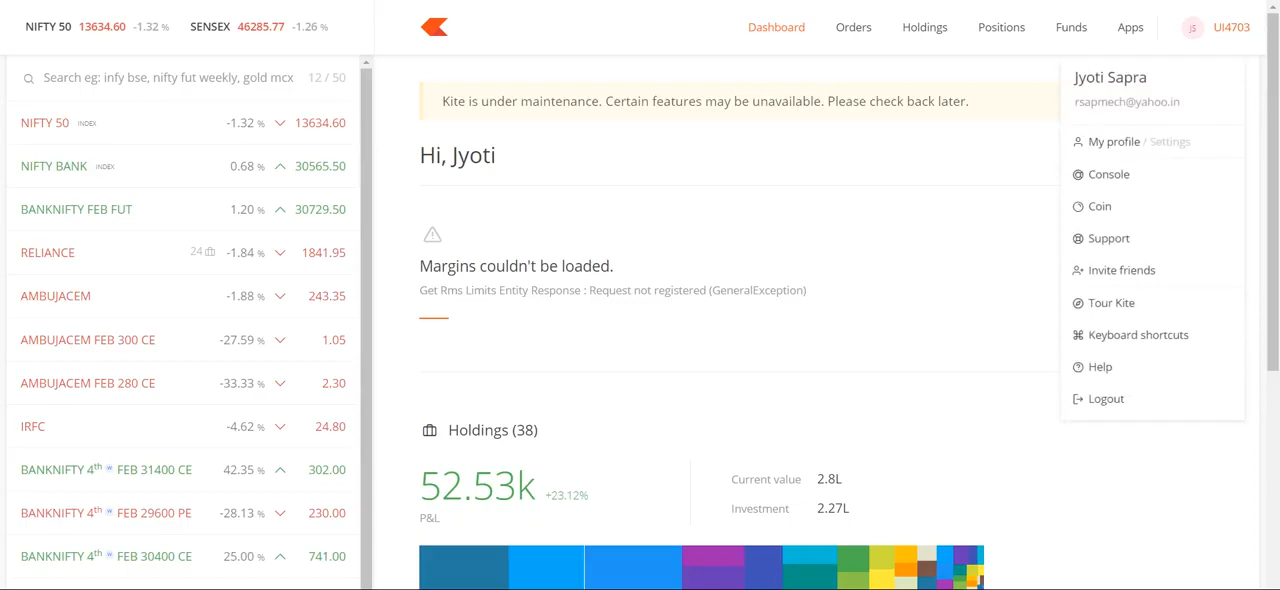 NIFTY 50 13634.60 -1.32 % SENSEX 46285.77 -1.26 %
Dashboard Orders Holdings Positions Funds Apps JS UI4703
Search eg: infy bse, nifty fut weekly, gold mcx 12 / 50
NIFTY 50 INDEX -1.32 % 13634.60
NIFTY BANK INDEX 0.68 % 30565.50
BANKNIFTY FEB FUT 1.20 % 30729.50
RELIANCE 24 -1.84 % 1841.95
AMBUJACEM -1.88 % 243.35
AMBUJACEM FEB 300 CE -27.59 % 1.05
AMBUJACEM FEB 280 CE -33.33 % 2.30
IRFC -4.62 % 24.80
BANKNIFTY 4th w FEB 31400 CE 42.35 % 302.00
BANKNIFTY 4th w FEB 29600 PE -28.13 % 230.00
BANKNIFTY 4th w FEB 30400 CE 25.00 % 741.00
Kite is under maintenance. Certain features may be unavailable. Please check back later.
Hi, Jyoti
Margins couldn't be loaded.
Get Rms Limits Entity Response : Request not registered (GeneralException)
Holdings (38)
52.53k +23.12%
P&L
Current value 2.8L
Investment 2.27L
Jyoti Sapra
rsapmech@yahoo.in
My profile / Settings
Console
Coin
Support
Invite friends
Tour Kite
Keyboard shortcuts
Help
Logout